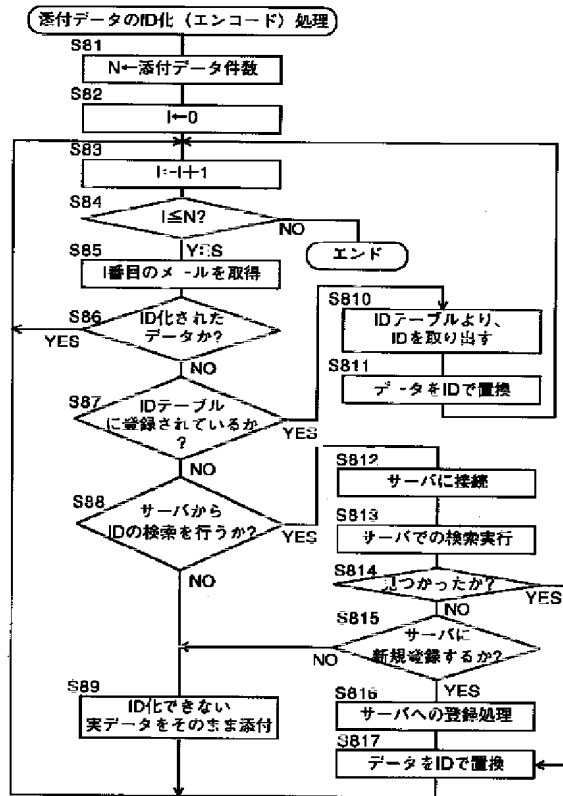 添付データのID化（エンコード）処理
S81
N←添付データ件数
S82
I←0
S83
I←I+1
S84
I≦N?
NO
YES
エンド
S85
I番目のメールを取得
S86
ID化された
データか?
YES
NO
S87
IDテーブル
に登録されているか
?
YES
NO
S88
サーバから
IDの検索を行うか?
YES
NO
S89
ID化できない
実データをそのまま添付
S810
IDテーブルより、
IDを取り出す
S811
データをIDで置換
S812
サーバに接続
S813
サーバでの検索実行
S814
見つかったか?
YES
NO
S815
サーバに
新規登録するか?
NO
YES
S816
サーバへの登録処理
S817
データをIDで置換